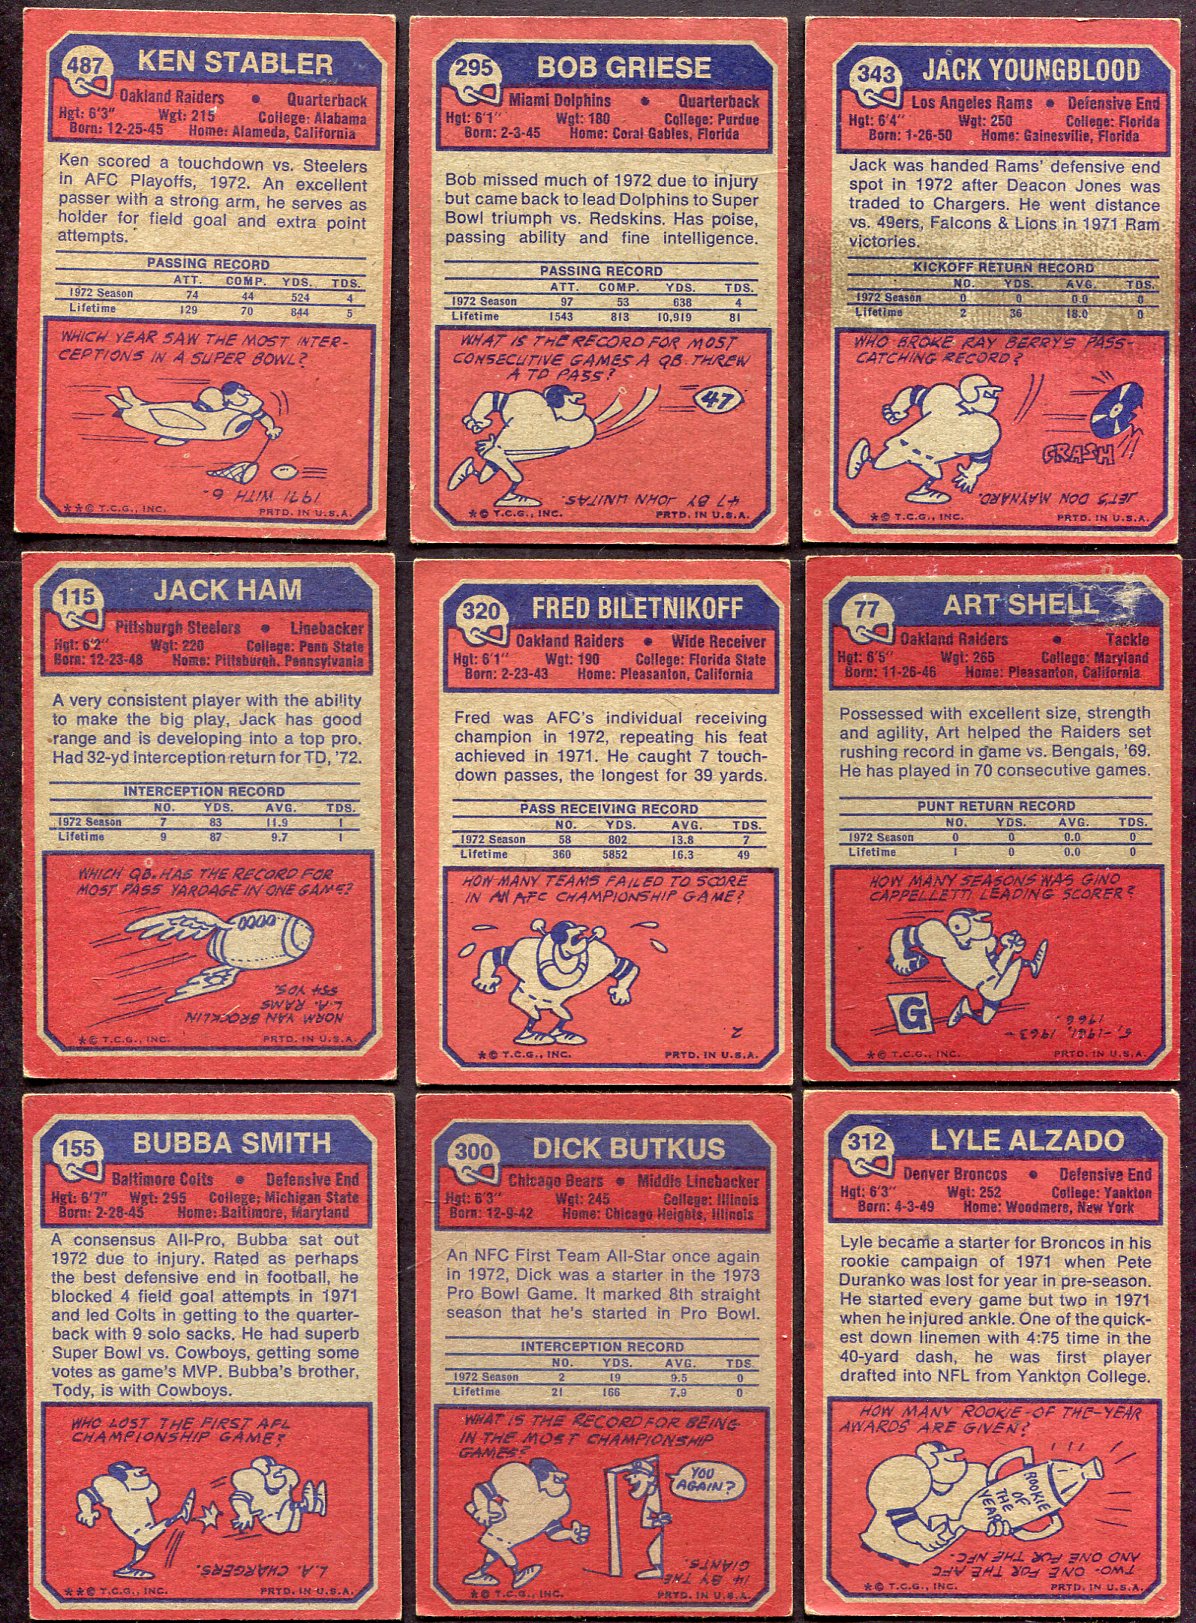 487
KEN STABLER
Oakland Raiders • Quarterback
Hgt: 6'3" Wgt: 215 College: Alabama
Born: 12-25-45 Home: Alameda, California
Ken scored a touchdown vs. Steelers
in AFC Playoffs, 1972. An excellent
passer with a strong arm, he serves as
holder for field goal and extra point
attempts.
PASSING RECORD
ATT. COMP. YDS. TDS.
1972 Season 74 44 524 4
Lifetime 129 70 844 5
WHICH YEAR SAW THE MOST INTER-
CEPTIONS IN A SUPER BOWL?
1971 WITH 6.
**© T.C.G., INC. PRTD. IN U.S.A.
295
BOB GRIESE
Miami Dolphins • Quarterback
Hgt: 6'1" Wgt: 180 College: Purdue
Born: 2-3-45 Home: Coral Gables, Florida
Bob missed much of 1972 due to injury
but came back to lead Dolphins to Super
Bowl triumph vs. Redskins. Has poise,
passing ability and fine intelligence.
PASSING RECORD
ATT. COMP. YDS. TDS.
1972 Season 97 53 638 4
Lifetime 1543 813 10,919 81
WHAT IS THE RECORD FOR MOST
CONSECUTIVE GAMES A QB. THREW
A TD PASS?
47
47 BY JOHN UNITAS.
*© T.C.G., INC. PRTD. IN U.S.A.
343
JACK YOUNGBLOOD
Los Angeles Rams • Defensive End
Hgt: 6'4" Wgt: 250 College: Florida
Born: 1-26-50 Home: Gainesville, Florida
Jack was handed Rams' defensive end
spot in 1972 after Deacon Jones was
traded to Chargers. He went distance
vs. 49ers, Falcons & Lions in 1971 Ram
victories.
KICKOFF RETURN RECORD
NO. YDS. AVG. TDS.
1972 Season 0 0 0.0 0
Lifetime 2 36 18.0 0
WHO BROKE RAY BERRY'S PASS-
CATCHING RECORD?
CRASH
JET'S DON MAYNARD.
*© T.C.G., INC. PRTD. IN U.S.A.
115
JACK HAM
Pittsburgh Steelers • Linebacker
Hgt: 6'2" Wgt: 220 College: Penn State
Born: 12-23-48 Home: Pittsburgh, Pennsylvania
A very consistent player with the ability
to make the big play, Jack has good
range and is developing into a top pro.
Had 32-yd interception return for TD, '72.
INTERCEPTION RECORD
NO. YDS. AVG. TDS.
1972 Season 7 83 11.9 1
Lifetime 9 87 9.7 1
WHICH QB. HAS THE RECORD FOR
MOST PASS YARDAGE IN ONE GAME?
NORM VAN BROCKLIN
L.A. RAMS
554 YDS.
*© T.C.G., INC. PRTD. IN U.S.A.
320
FRED BILETNIKOFF
Oakland Raiders • Wide Receiver
Hgt: 6'1" Wgt: 190 College: Florida State
Born: 2-23-43 Home: Pleasanton, California
Fred was AFC's individual receiving
champion in 1972, repeating his feat
achieved in 1971. He caught 7 touch-
down passes, the longest for 39 yards.
PASS RECEIVING RECORD
NO. YDS. AVG. TDS.
1972 Season 58 802 13.8 7
Lifetime 360 5852 16.3 49
HOW MANY TEAMS FAILED TO SCORE
IN AN AFC CHAMPIONSHIP GAME?
2.
*© T.C.G., INC. PRTD. IN U.S.A.
77
ART SHELL
Oakland Raiders • Tackle
Hgt: 6'5" Wgt: 265 College: Maryland
Born: 11-26-46 Home: Pleasanton, California
Possessed with excellent size, strength
and agility, Art helped the Raiders set
rushing record in game vs. Bengals, '69.
He has played in 70 consecutive games.
PUNT RETURN RECORD
NO. YDS. AVG. TDS.
1972 Season 0 0 0.0 0
Lifetime 1 0 0.0 0
HOW MANY SEASONS WAS GINO
CAPPELLETTI LEADING SCORER?
G
5, -1961, 1963-
1966.
*© T.C.G., INC. PRTD. IN U.S.A.
155
BUBBA SMITH
Baltimore Colts • Defensive End
Hgt: 6'7" Wgt: 295 College: Michigan State
Born: 2-28-45 Home: Baltimore, Maryland
A consensus All-Pro, Bubba sat out
1972 due to injury. Rated as perhaps
the best defensive end in football, he
blocked 4 field goal attempts in 1971
and led Colts in getting to the quarter-
back with 9 solo sacks. He had superb
Super Bowl vs. Cowboys, getting some
votes as game's MVP. Bubba's brother,
Tody, is with Cowboys.
WHO LOST THE FIRST AFL
CHAMPIONSHIP GAME?
L.A. CHARGERS.
**© T.C.G., INC. PRTD. IN U.S.A.
300
DICK BUTKUS
Chicago Bears • Middle Linebacker
Hgt: 6'3" Wgt: 245 College: Illinois
Born: 12-9-42 Home: Chicago Heights, Illinois
An NFC First Team All-Star once again
in 1972, Dick was a starter in the 1973
Pro Bowl Game. It marked 8th straight
season that he's started in Pro Bowl.
INTERCEPTION RECORD
NO. YDS. AVG. TDS.
1972 Season 2 19 9.5 0
Lifetime 21 166 7.9 0
WHAT IS THE RECORD FOR BEING
IN THE MOST CHAMPIONSHIP
GAMES?
YOU
AGAIN?
14 BY THE
GIANTS.
*© T.C.G., INC. PRTD. IN U.S.A.
312
LYLE ALZADO
Denver Broncos • Defensive End
Hgt: 6'3" Wgt: 252 College: Yankton
Born: 4-3-49 Home: Woodmere, New York
Lyle became a starter for Broncos in his
rookie campaign of 1971 when Pete
Duranko was lost for year in pre-season.
He started every game but two in 1971
when he injured ankle. One of the quick-
est down linemen with 4:75 time in the
40-yard dash, he was first player
drafted into NFL from Yankton College.
HOW MANY ROOKIE-OF THE-YEAR
AWARDS ARE GIVEN?
ROOKIE
OF
THE
YEAR
TWO- ONE FOR THE AFC
AND ONE FOR THE NFC.
*© T.C.G., INC. PRTD. IN U.S.A.